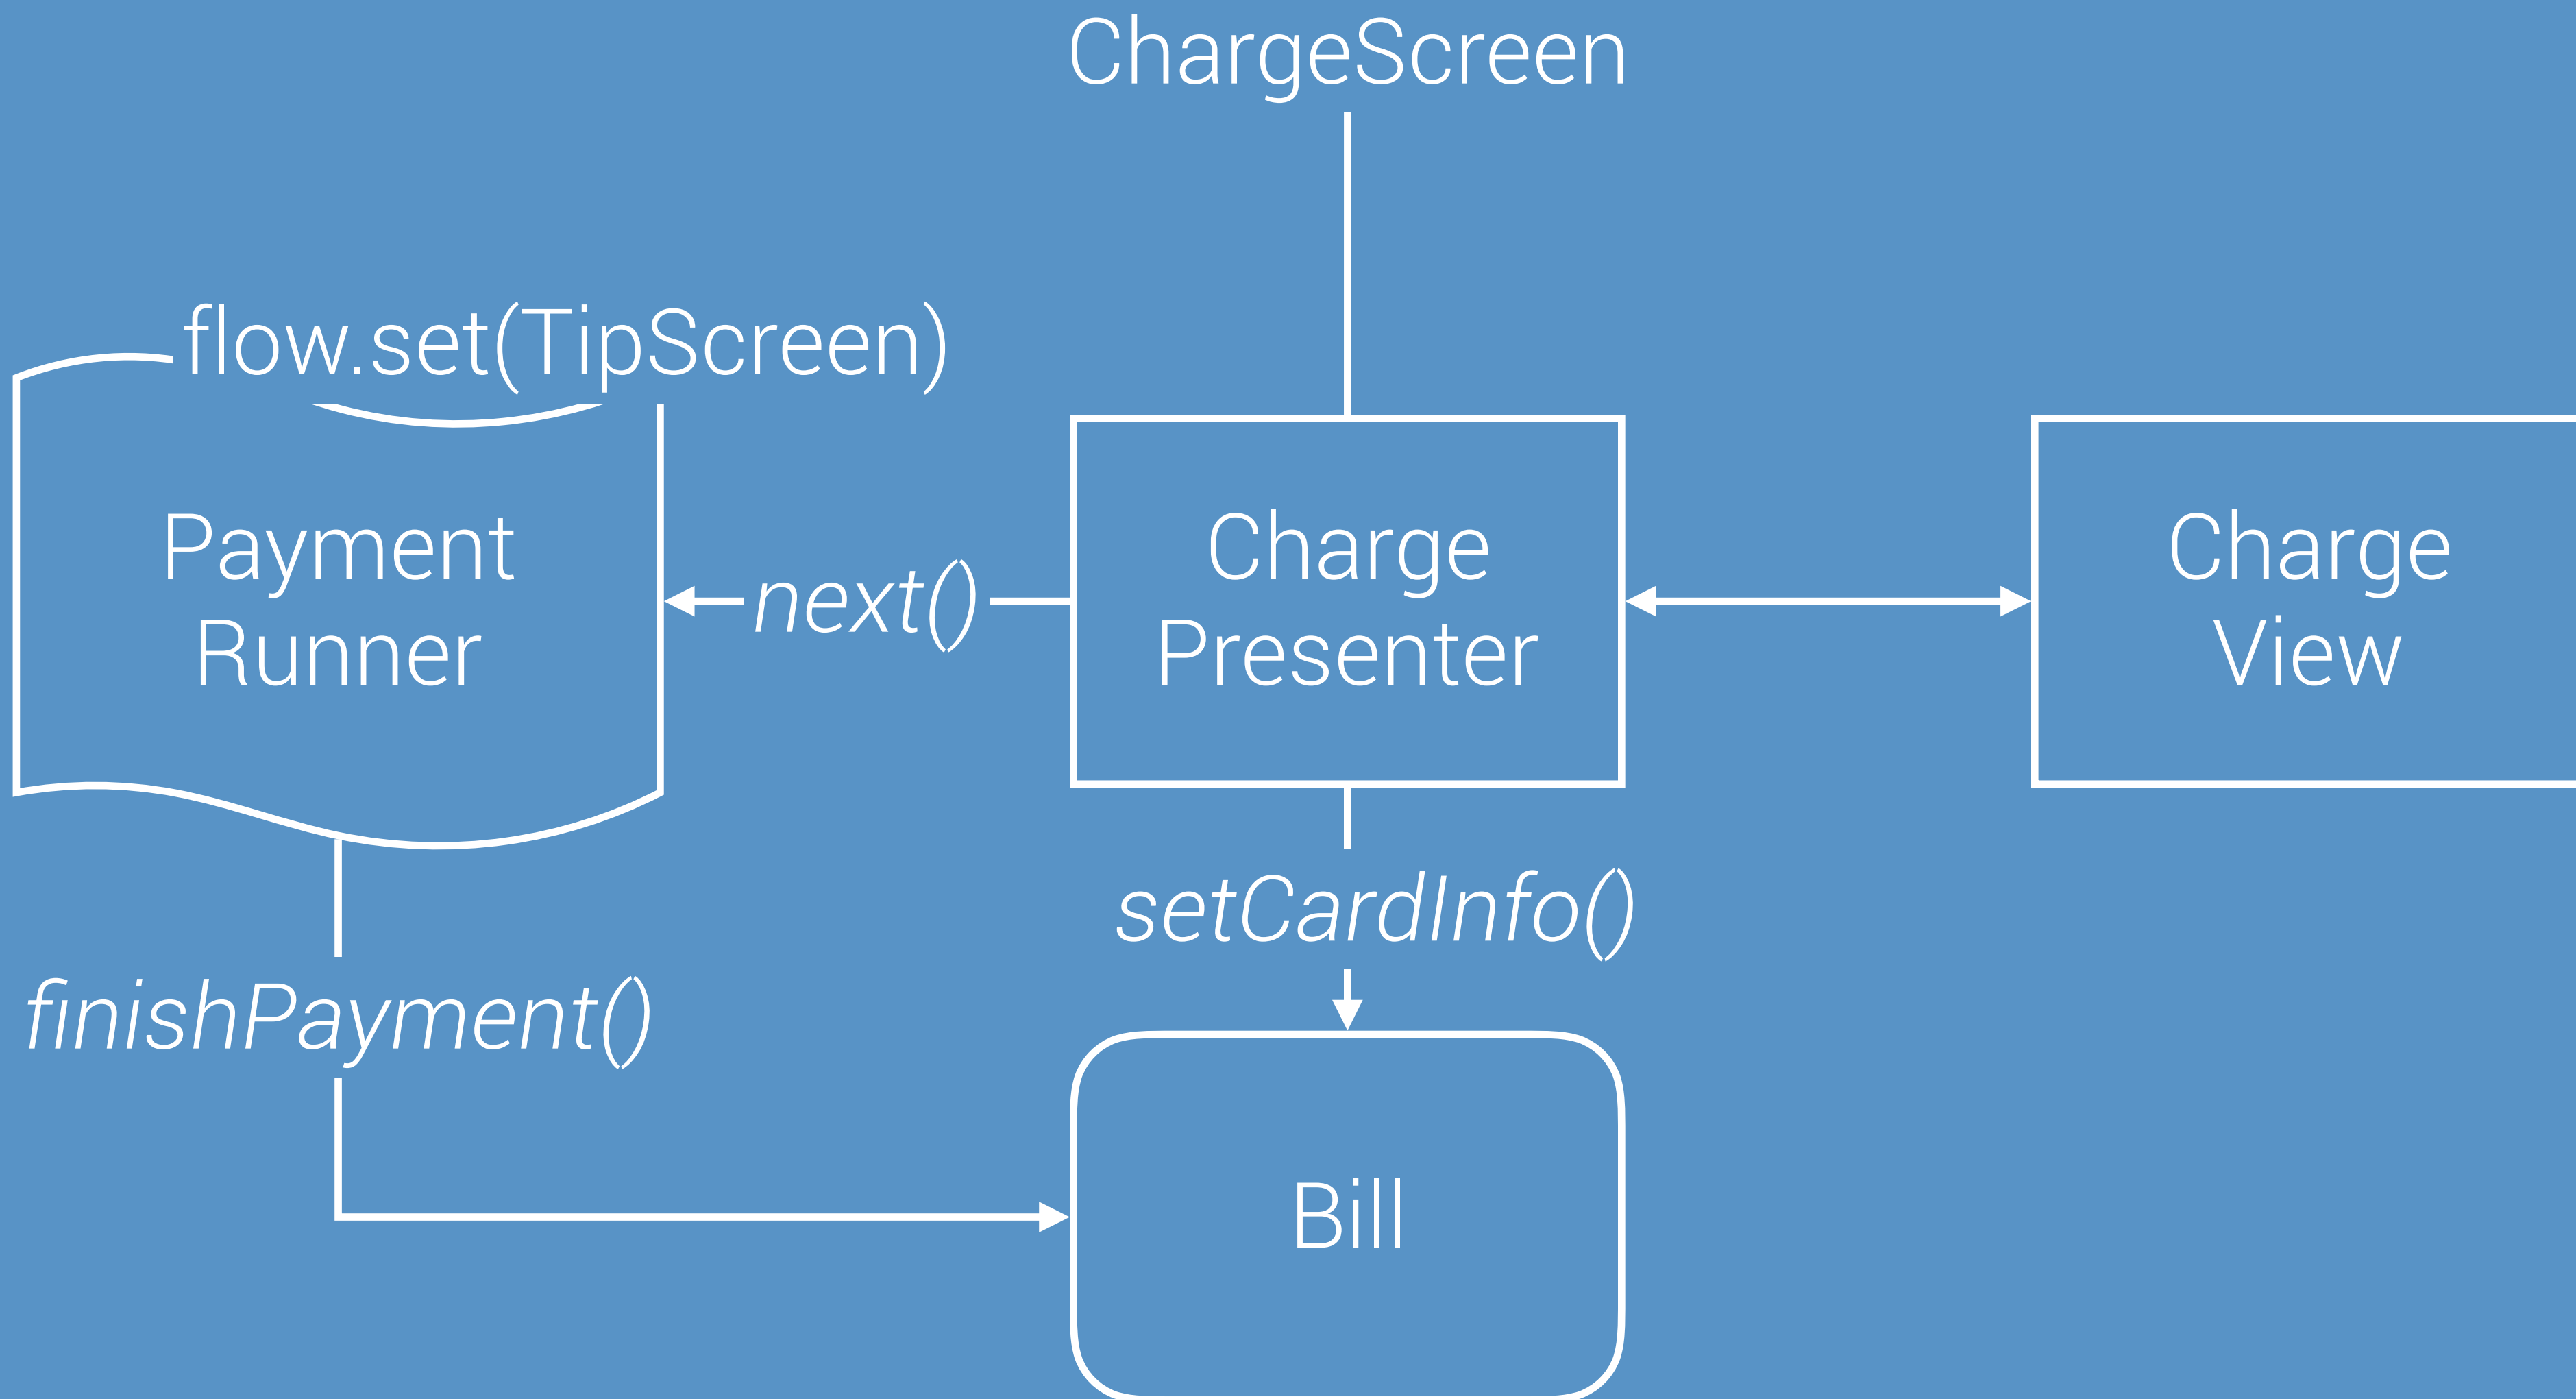 ChargeScreen
flow.set(TipScreen)
Payment
Runner
next()
Charge
Presenter
Charge
View
setCardInfo()
finishPayment()
Bill